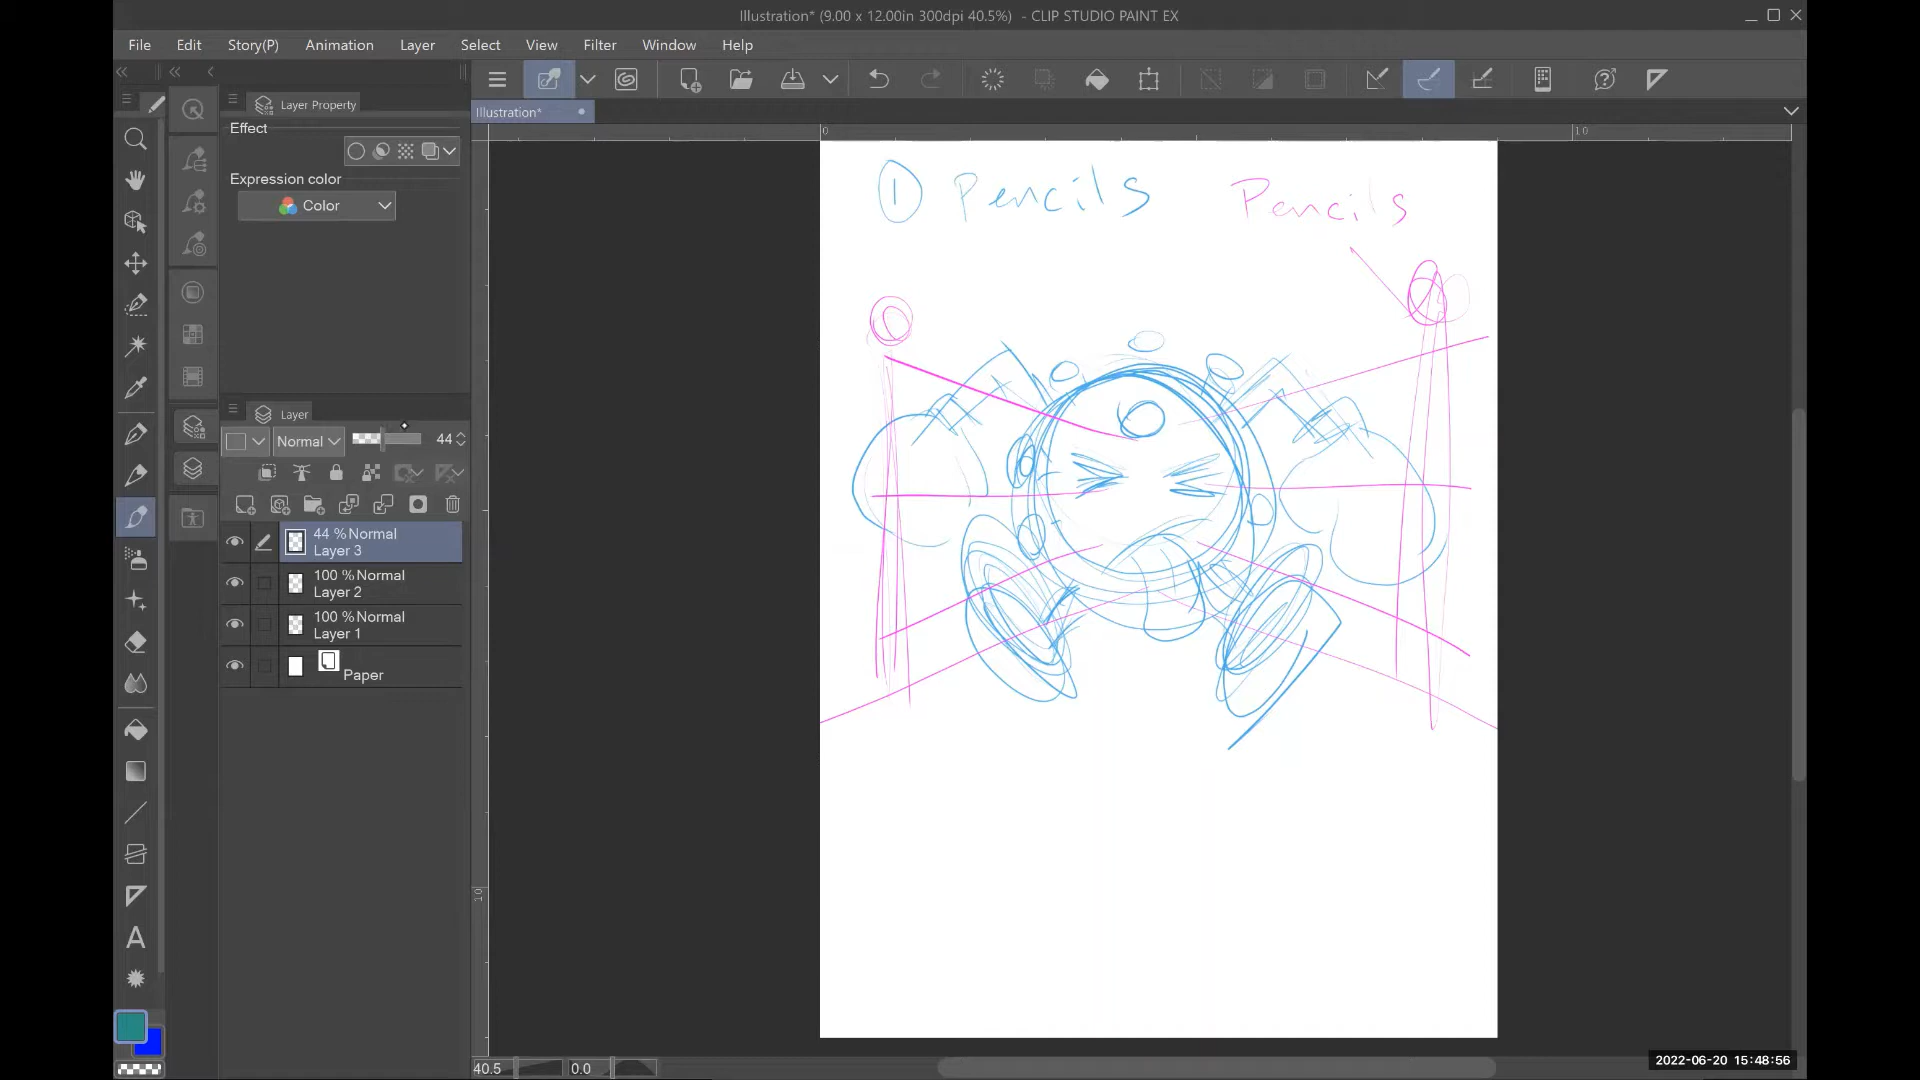 Illustration* (9.00 x 12.00in 300dpi 40.5%) - CLIP STUDIO PAINT EX
File Edit Story(P) Animation Layer Select View Filter Window Help
Layer Property
Illustration*
Effect
0 10
Expression color
Color
1 Pencils Pencils
Layer
Normal 44
44 %Normal
Layer 3
100 %Normal
Layer 2
100 %Normal
Layer 1
Paper
10
A
40.5 0.0
2022-06-20 15:48:56